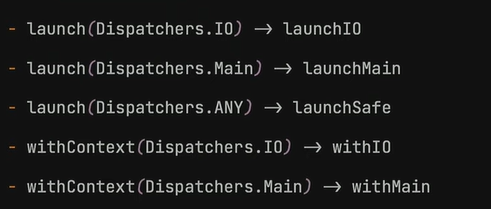 - launch(Dispatchers.IO) -> launchIO
- launch(Dispatchers.Main) -> launchMain
- launch(Dispatchers.ANY) -> launchSafe
- withContext(Dispatchers.IO) -> withIO
- withContext(Dispatchers.Main) -> withMain